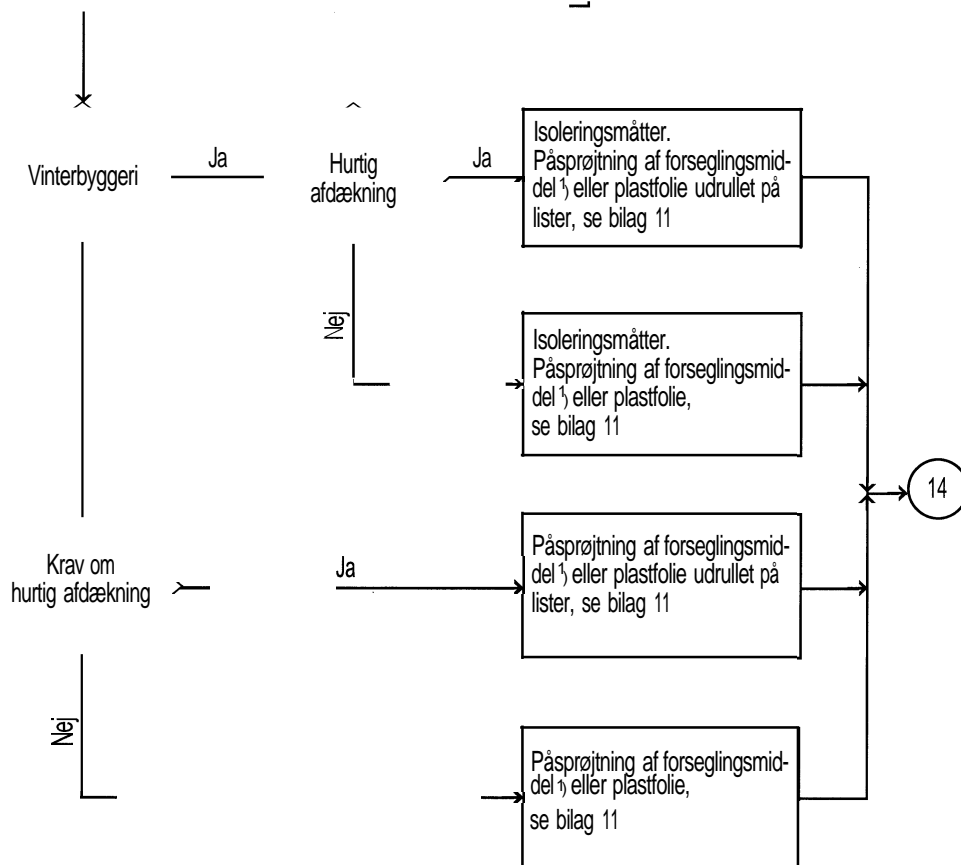 Vinterbyggeri
Ja
Hurtig
afdækning
Ja
Isoleringsmåtter.
Påsprøjtning af forseglingsmid-
del ¹) eller plastfolie udrullet på
lister, se bilag 11
Nej
Isoleringsmåtter.
Påsprøjtning af forseglingsmid-
del ¹) eller plastfolie,
se bilag 11
14
Krav om
hurtig afdækning
Ja
Påsprøjtning af forseglingsmid-
del ¹) eller plastfolie udrullet på
lister, se bilag 11
Nej
Påsprøjtning af forseglingsmid-
del ¹) eller plastfolie,
se bilag 11